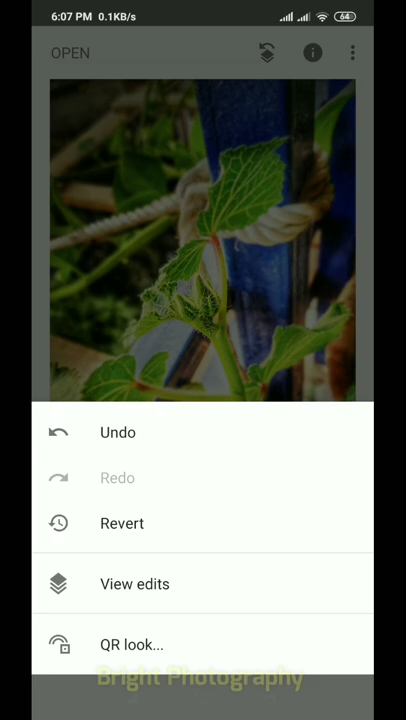 6:07 PM 0.1KB/s 64
OPEN
Undo
Redo
Revert
View edits
QR look...
Bright Photography